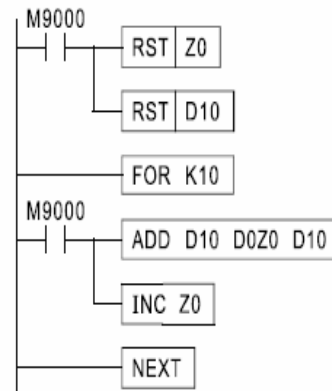 M9000
RST Z0
RST D10
FOR K10
M9000
ADD D10 D0Z0 D10
INC Z0
NEXT